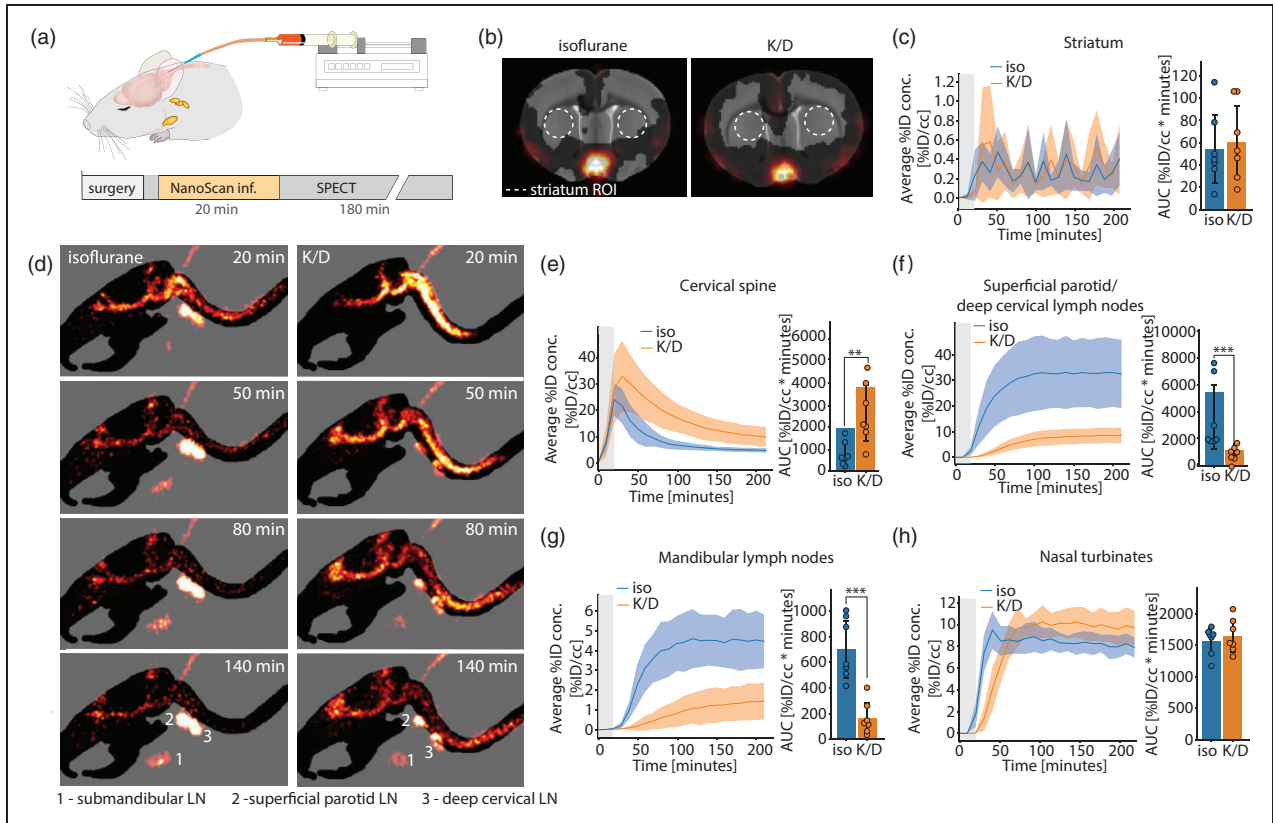 (a)
surgery
NanoScan inf.
SPECT
20 min
180 min
(b)
isoflurane
K/D
striatum ROI
(c)
Striatum
Average %ID conc.
[%ID/cc]
1.2
1.0
0.8
0.6
0.4
0.2
0.0
iso
K/D
0
50
100
150
200
Time [minutes]
AUC [%ID/cc * minutes]
120
100
80
60
40
20
0
iso K/D
(d)
isoflurane
20 min
K/D
20 min
50 min
50 min
80 min
80 min
140 min
2
3
1
140 min
2
3
1
1 - submandibular LN
2 -superficial parotid LN
3 - deep cervical LN
(e)
Cervical spine
Average %ID conc.
[%ID/cc]
40
30
20
10
0
iso
K/D
0
50
100
150
200
Time [minutes]
AUC [%ID/cc * minutes]
6000
5000
4000
3000
2000
1000
0
**
iso K/D
(f)
Superficial parotid/
deep cervical lymph nodes
Average %ID conc.
[%ID/cc]
40
30
20
10
0
iso
K/D
0
50
100
150
200
Time [minutes]
AUC [%ID/cc * minutes]
10000
8000
6000
4000
2000
0
***
iso K/D
(g)
Mandibular lymph nodes
Average %ID conc.
[%ID/cc]
6
5
4
3
2
1
0
iso
K/D
0
50
100
150
200
Time [minutes]
AUC [%ID/cc * minutes]
1000
800
600
400
200
0
***
iso K/D
(h)
Nasal turbinates
Average %ID conc.
[%ID/cc]
12
10
8
6
4
2
0
iso
K/D
0
50
100
150
200
Time [minutes]
AUC [%ID/cc * minutes]
2000
1500
1000
500
0
iso K/D